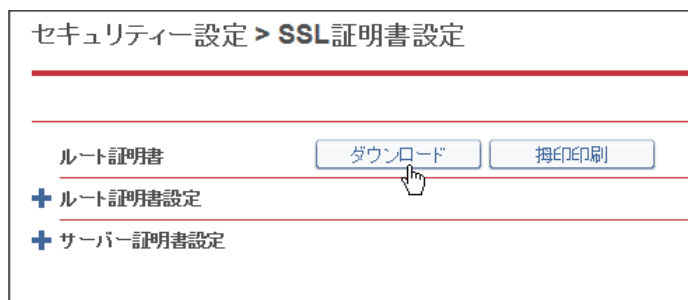 セキュリティー設定 > SSL証明書設定
ルート証明書 ダウンロード 拇印印刷
ルート証明書設定
サーバー証明書設定